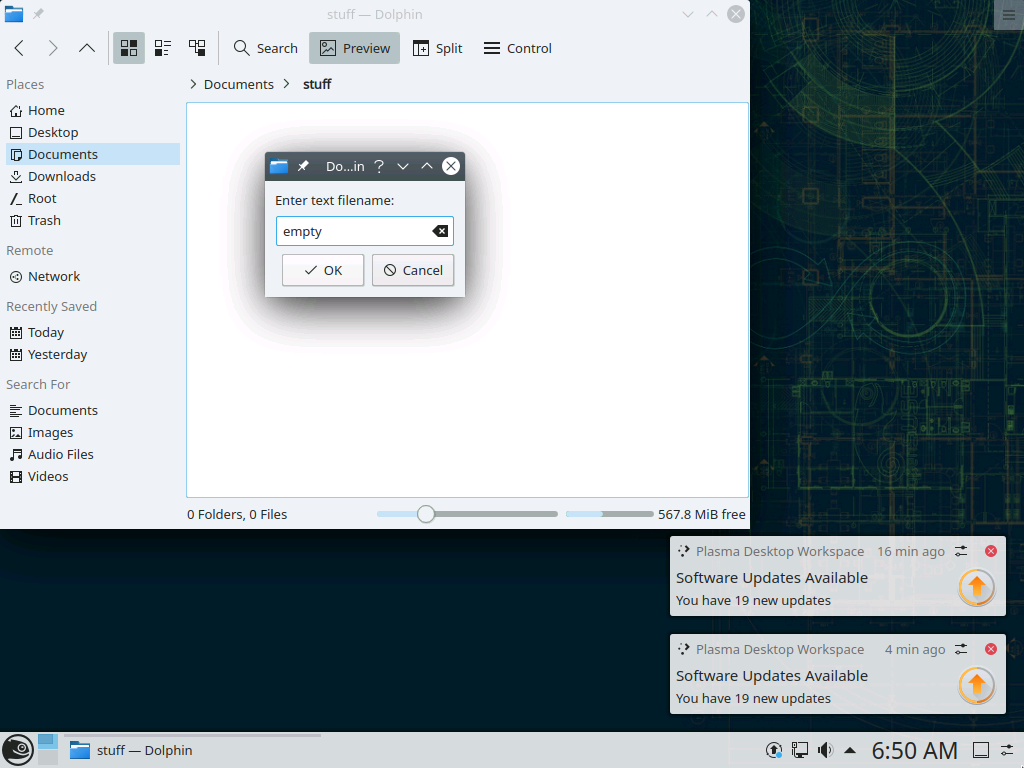 stuff — Dolphin
Search
Preview
Split
Control
Places
Documents
stuff
Home
Desktop
Documents
Downloads
Root
Trash
Remote
Network
Recently Saved
Today
Yesterday
Search For
Documents
Images
Audio Files
Videos
Do...in
Enter text filename:
empty
OK
Cancel
0 Folders, 0 Files
567.8 MiB free
Plasma Desktop Workspace 16 min ago
Software Updates Available
You have 19 new updates
Plasma Desktop Workspace 4 min ago
Software Updates Available
You have 19 new updates
stuff — Dolphin
6:50 AM